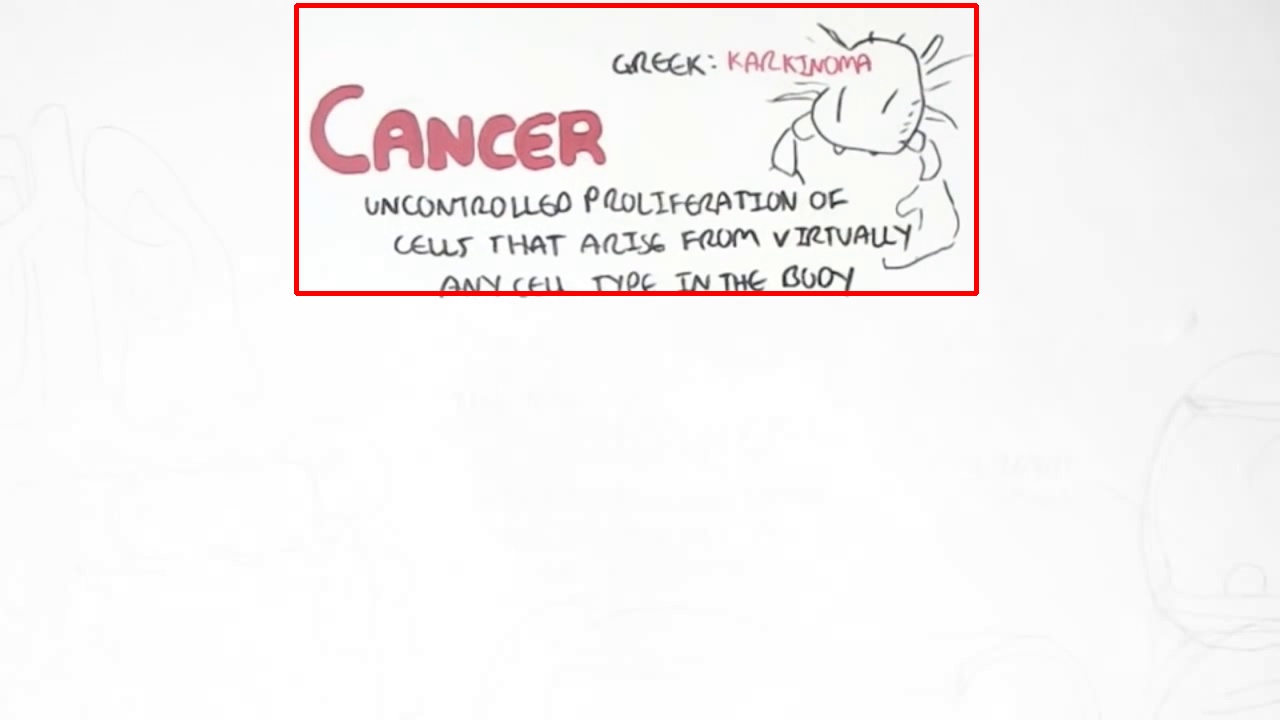 GREEK: KARKINOMA
CANCER
UNCONTROLLED PROLIFERATION OF
CELLS THAT ARISE FROM VIRTUALLY
ANY CELL TYPE IN THE BODY